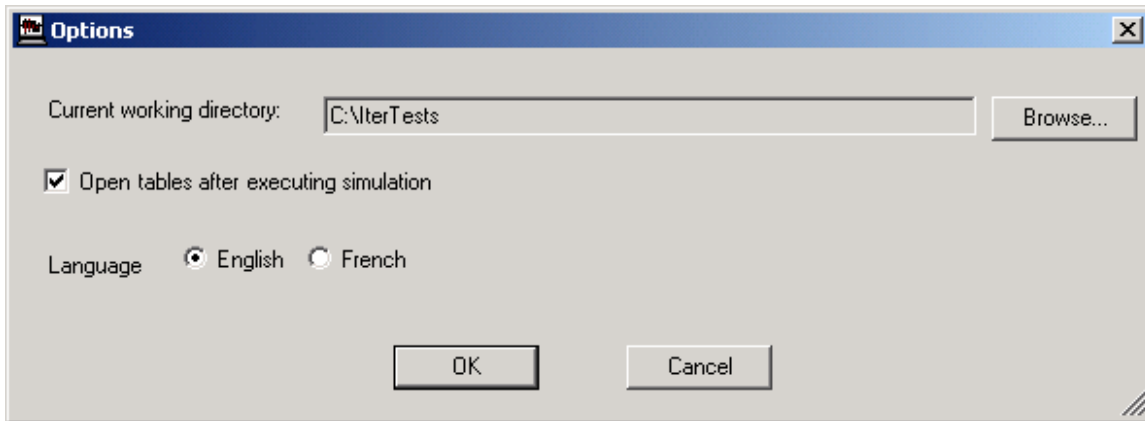 Options
Current working directory: C:\IterTests Browse...
Open tables after executing simulation
Language English French
OK Cancel